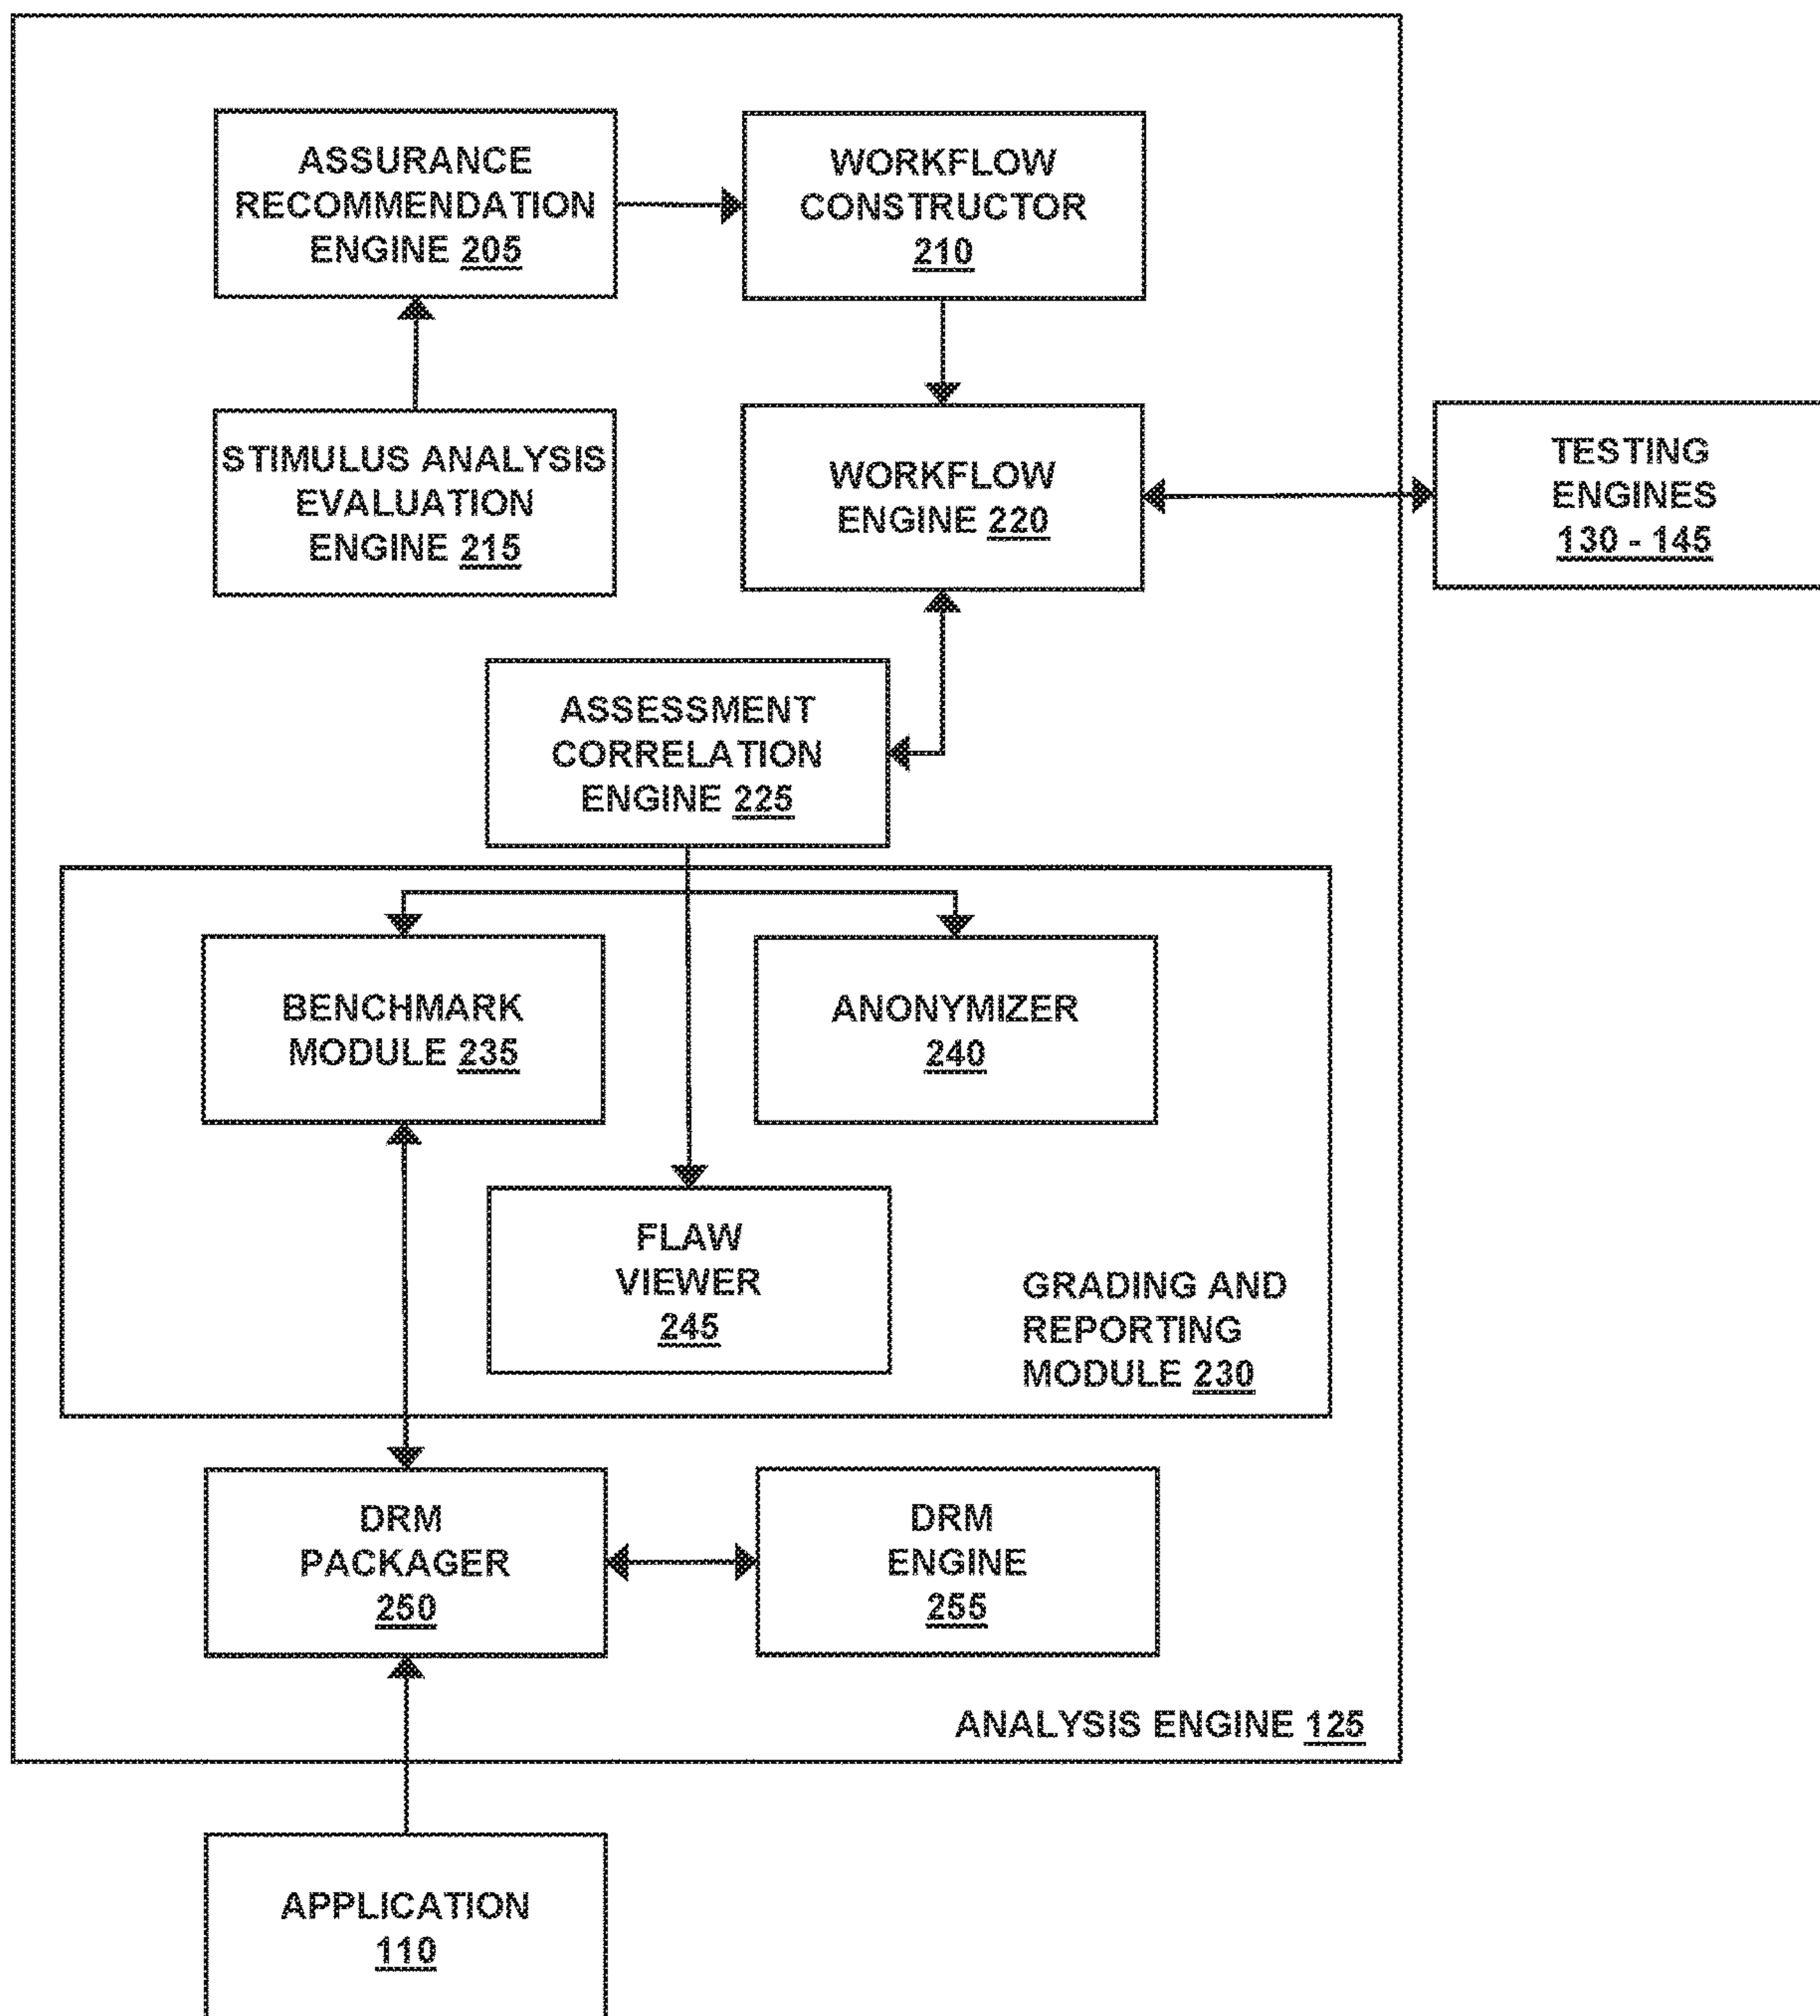 ASSURANCE
RECOMMENDATION
ENGINE 205
WORKFLOW
CONSTRUCTOR
210
STIMULUS ANALYSIS
EVALUATION
ENGINE 215
WORKFLOW
ENGINE 220
TESTING
ENGINES
130 - 145
ASSESSMENT
CORRELATION
ENGINE 225
BENCHMARK
MODULE 235
ANONYMIZER
240
FLAW
VIEWER
245
GRADING AND
REPORTING
MODULE 230
DRM
PACKAGER
250
DRM
ENGINE
255
ANALYSIS ENGINE 125
APPLICATION
110